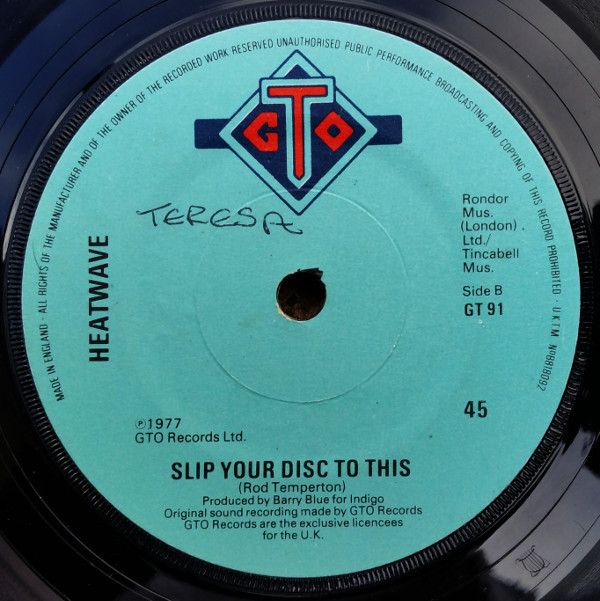 MADE IN ENGLAND - ALL RIGHTS OF THE MANUFACTURER AND OF THE OWNER OF THE RECORDED WORK RESERVED UNAUTHORISED PUBLIC PERFORMANCE BROADCASTING AND COPYING OF THIS RECORD PROHIBITED - U.K.T.M. No 8818092
GTO
TERESA
HEATWAVE
Rondor
Mus.
(London) .
Ltd./
Tincabell
Mus.
Side B
GT 91
45
℗1977
GTO Records Ltd.
SLIP YOUR DISC TO THIS
(Rod Temperton)
Produced by Barry Blue for Indigo
Original sound recording made by GTO Records
GTO Records are the exclusive licencees
for the U.K.